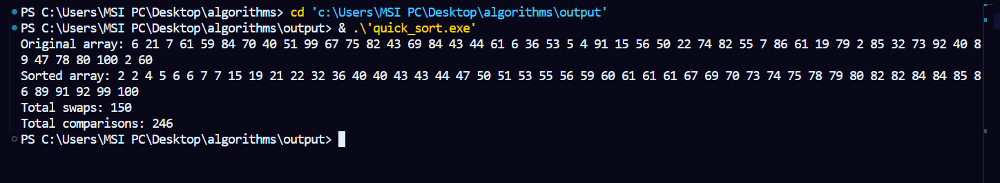 PS C:\Users\MSI PC\Desktop\algorithms> cd 'c:\Users\MSI PC\Desktop\algorithms\output'
PS C:\Users\MSI PC\Desktop\algorithms\output> & .\'quick_sort.exe'
Original array: 6 21 7 61 59 84 70 40 51 99 67 75 82 43 69 84 43 44 61 6 36 53 5 4 91 15 56 50 22 74 82 55 7 86 61 19 79 2 85 32 73 92 40 8
9 47 78 80 100 2 60
Sorted array: 2 2 4 5 6 6 7 7 15 19 21 22 32 36 40 40 43 43 44 47 50 51 53 55 56 59 60 61 61 61 67 69 70 73 74 75 78 79 80 82 82 84 84 85 8
6 89 91 92 99 100
Total swaps: 150
Total comparisons: 246
PS C:\Users\MSI PC\Desktop\algorithms\output>